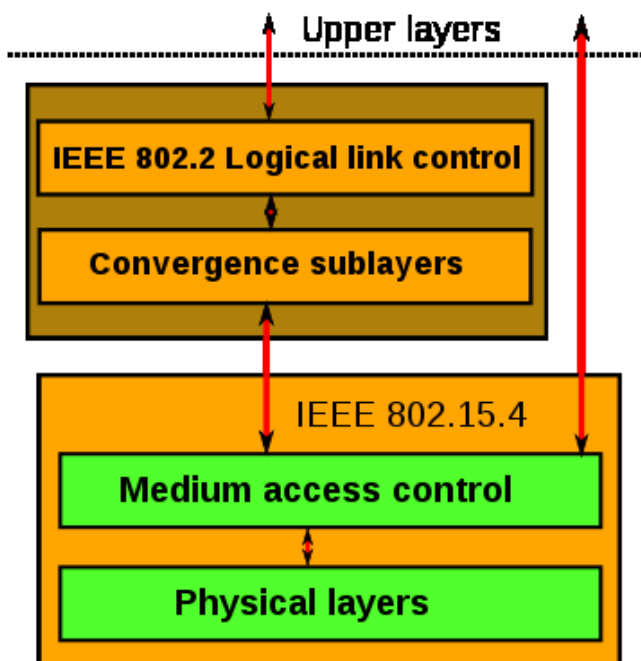 Upper layers
IEEE 802.2 Logical link control
Convergence sublayers
IEEE 802.15.4
Medium access control
Physical layers